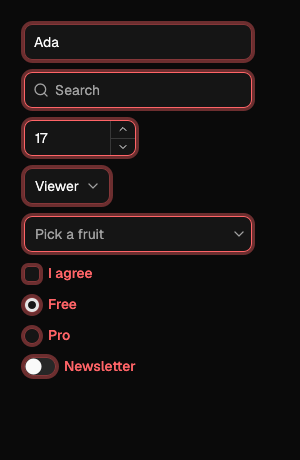 Ada
Search
17
Viewer
Pick a fruit
I agree
Free
Pro
Newsletter